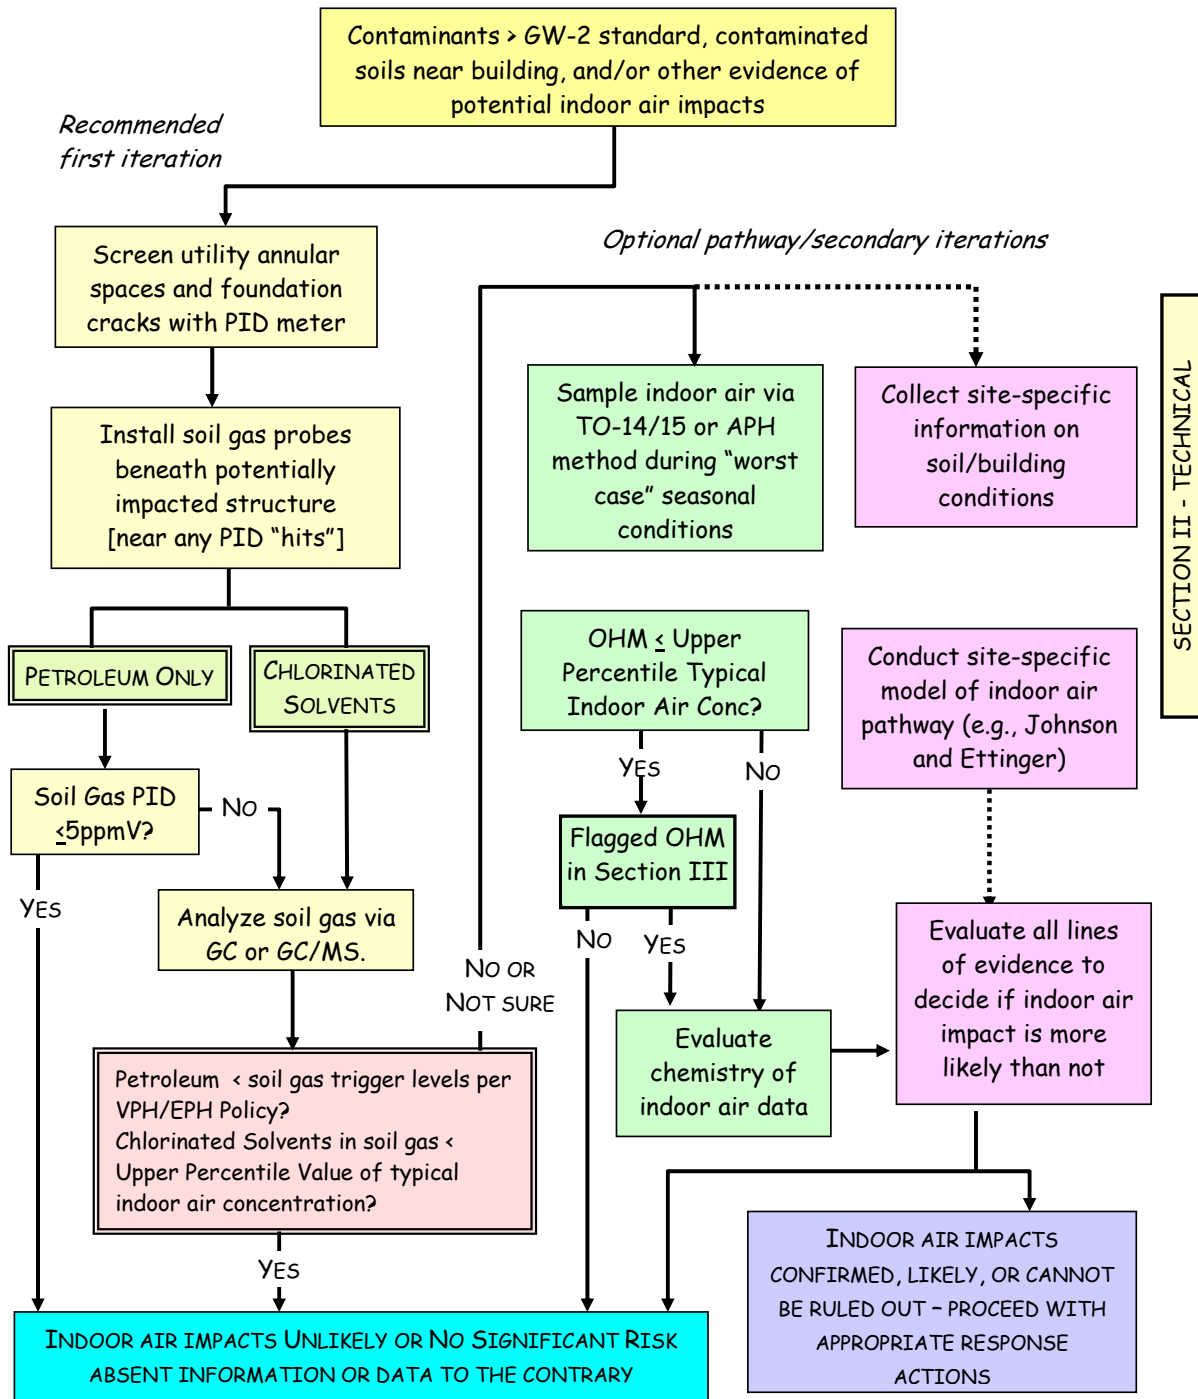 Contaminants > GW-2 standard, contaminated
soils near building, and/or other evidence of
potential indoor air impacts
Recommended
first iteration
Screen utility annular
spaces and foundation
cracks with PID meter
Optional pathway/secondary iterations
Install soil gas probes
beneath potentially
impacted structure
[near any PID “hits”]
Sample indoor air via
TO-14/15 or APH
method during “worst
case” seasonal
conditions
Collect site-specific
information on
soil/building
conditions
SECTION II - TECHNICAL
PETROLEUM ONLY
CHLORINATED
SOLVENTS
OHM ≤ Upper
Percentile Typical
Indoor Air Conc?
Conduct site-specific
model of indoor air
pathway (e.g., Johnson
and Ettinger)
YES
NO
Soil Gas PID
≤5ppmV?
NO
YES
Flagged OHM
in Section III
NO
YES
Analyze soil gas via
GC or GC/MS.
NO OR
NOT SURE
Evaluate all lines
of evidence to
decide if indoor air
impact is more
likely than not
Evaluate
chemistry of
indoor air data
Petroleum < soil gas trigger levels per
VPH/EPH Policy?
Chlorinated Solvents in soil gas <
Upper Percentile Value of typical
indoor air concentration?
YES
INDOOR AIR IMPACTS
CONFIRMED, LIKELY, OR CANNOT
BE RULED OUT – PROCEED WITH
APPROPRIATE RESPONSE
ACTIONS
INDOOR AIR IMPACTS UNLIKELY OR NO SIGNIFICANT RISK
ABSENT INFORMATION OR DATA TO THE CONTRARY